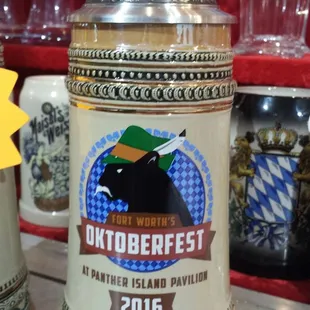 FORT WORTH'S
OKTOBERFEST
AT PANTHER ISLAND PAVILION
2016